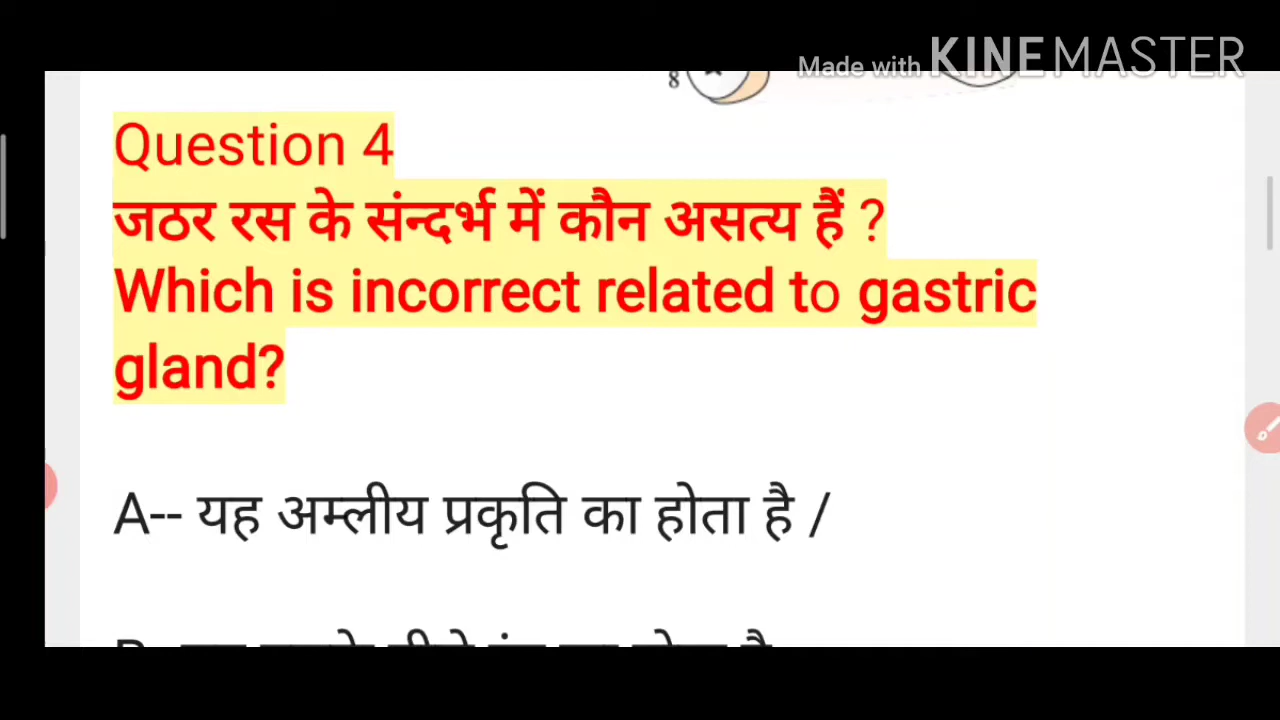 Made with KINEMASTER
8
Question 4
जठर रस के संन्दर्भ में कौन असत्य हैं ?
Which is incorrect related to gastric
gland?
A-- यह अम्लीय प्रकृति का होता है /